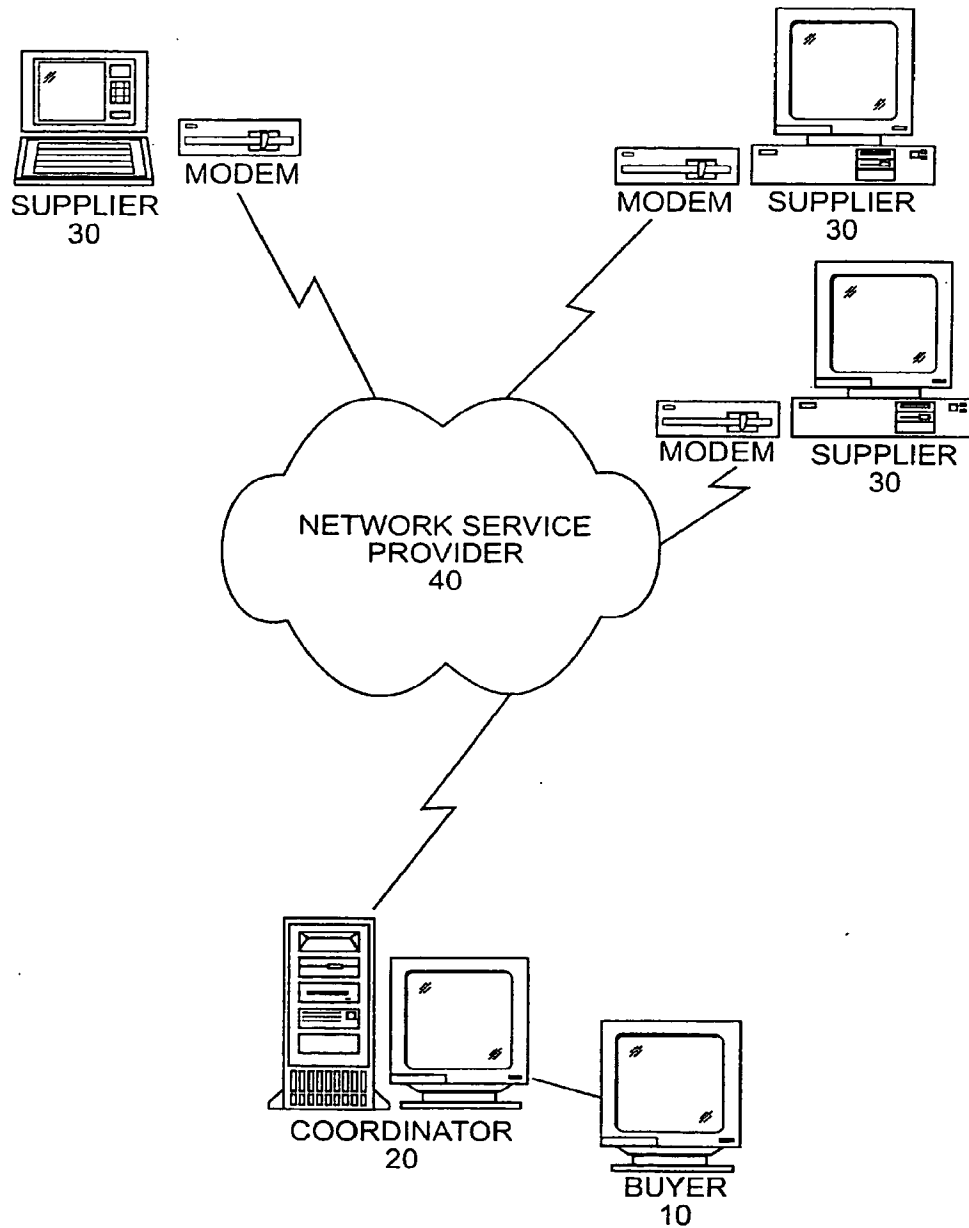 MODEM
SUPPLIER
30
MODEM
SUPPLIER
30
MODEM
SUPPLIER
30
NETWORK SERVICE
PROVIDER
40
COORDINATOR
20
BUYER
10